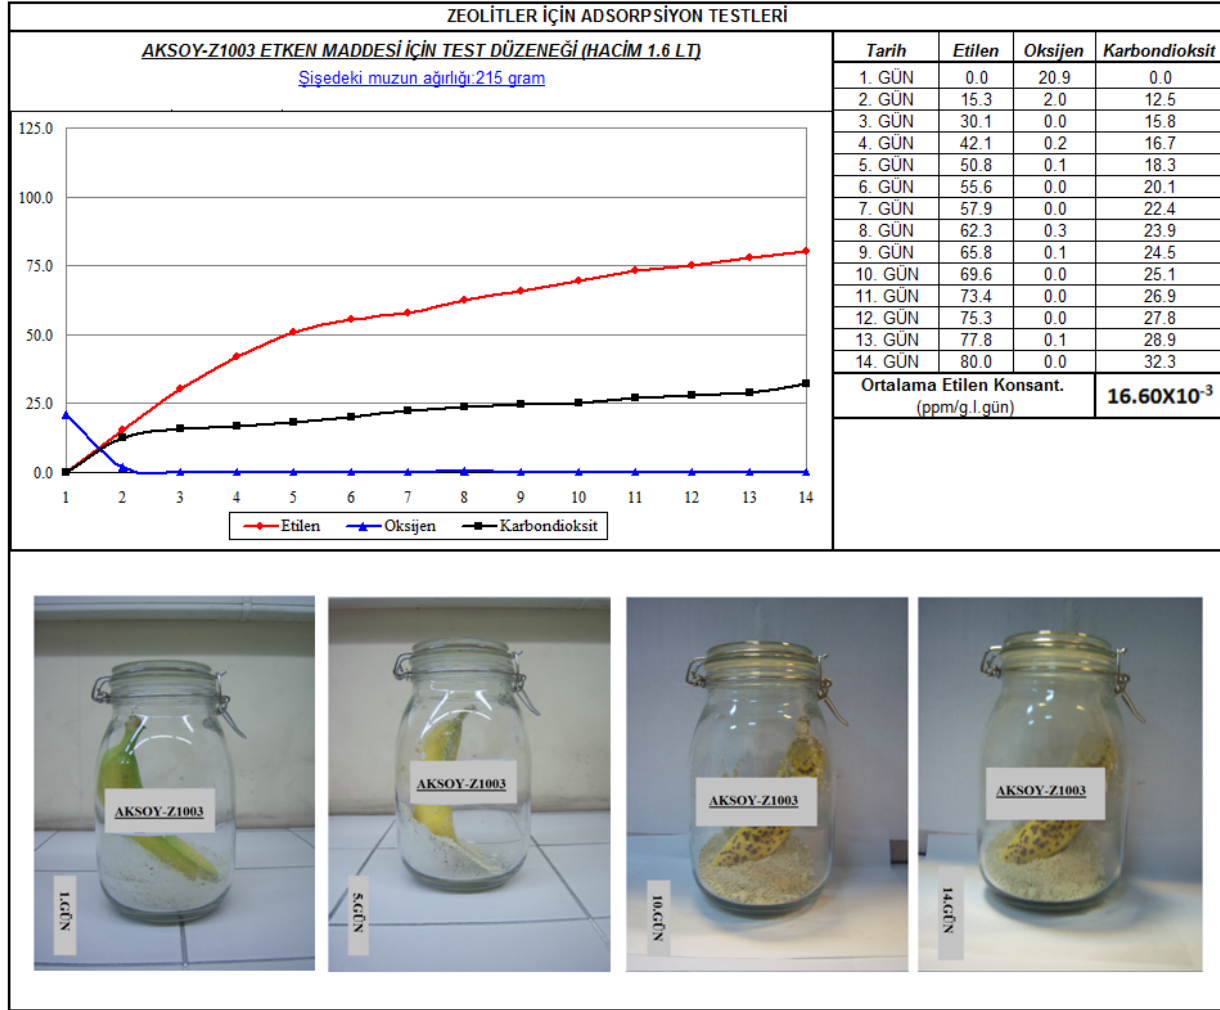 ZEOLİTLER İÇİN ADSORPSİYON TESTLERİ
AKSOY-Z1003 ETKEN MADDESİ İÇİN TEST DÜZENEĞİ (HACİM 1.6 LT)
Şişedeki muzun ağırlığı:215 gram
125.0
100.0
75.0
50.0
25.0
0.0
1 2 3 4 5 6 7 8 9 10 11 12 13 14
Etilen Oksijen Karbondioksit
Tarih Etilen Oksijen Karbondioksit
1. GÜN 0.0 20.9 0.0
2. GÜN 15.3 2.0 12.5
3. GÜN 30.1 0.0 15.8
4. GÜN 42.1 0.2 16.7
5. GÜN 50.8 0.1 18.3
6. GÜN 55.6 0.0 20.1
7. GÜN 57.9 0.0 22.4
8. GÜN 62.3 0.3 23.9
9. GÜN 65.8 0.1 24.5
10. GÜN 69.6 0.0 25.1
11. GÜN 73.4 0.0 26.9
12. GÜN 75.3 0.0 27.8
13. GÜN 77.8 0.1 28.9
14. GÜN 80.0 0.0 32.3
Ortalama Etilen Konsant.
(ppm/g.l.gün)
16.60X10⁻³
AKSOY-Z1003
1.GÜN
AKSOY-Z1003
5.GÜN
AKSOY-Z1003
10.GÜN
AKSOY-Z1003
14.GÜN